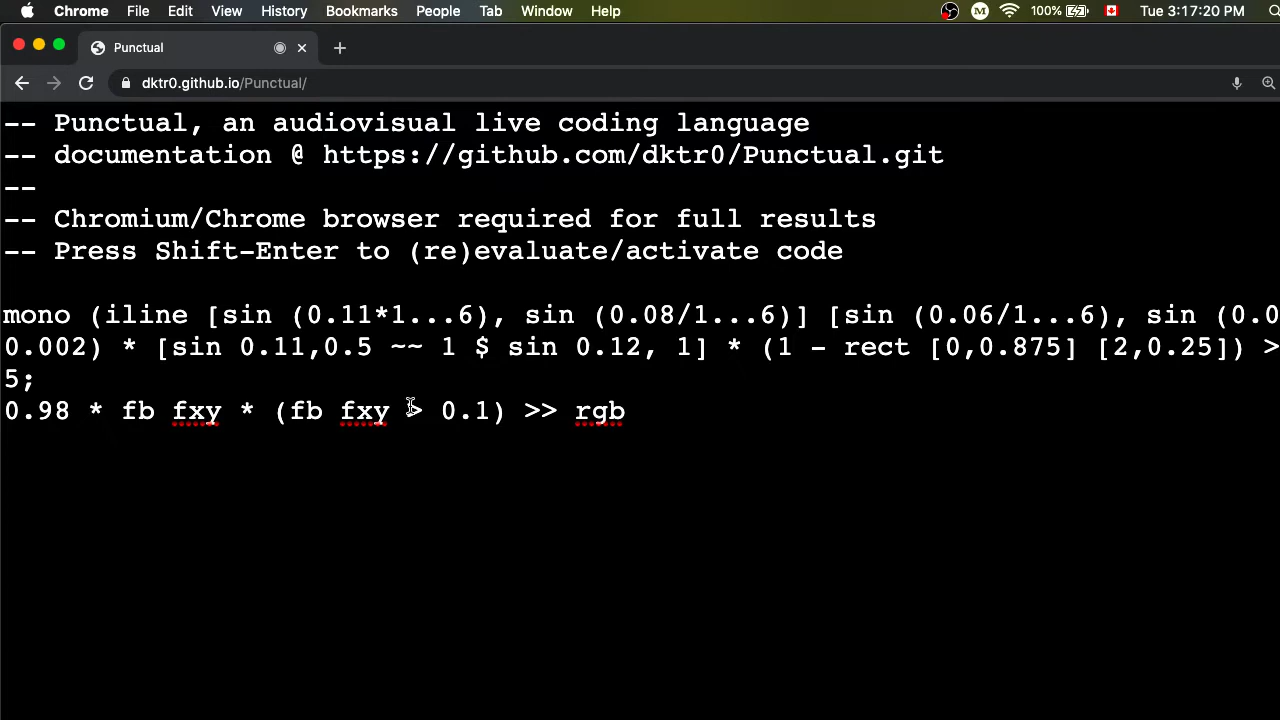 Chrome File Edit View History Bookmarks People Tab Window Help M 100% Tue 3:17:20 PM
Punctual
dktr0.github.io/Punctual/
-- Punctual, an audiovisual live coding language
-- documentation @ https://github.com/dktr0/Punctual.git
--
-- Chromium/Chrome browser required for full results
-- Press Shift-Enter to (re)evaluate/activate code
mono (iline [sin (0.11*1...6), sin (0.08/1...6)] [sin (0.06/1...6), sin (0.0
0.002) * [sin 0.11,0.5 ~~ 1 $ sin 0.12, 1] * (1 - rect [0,0.875] [2,0.25]) >
5;
0.98 * fb fxy * (fb fxy > 0.1) >> rgb